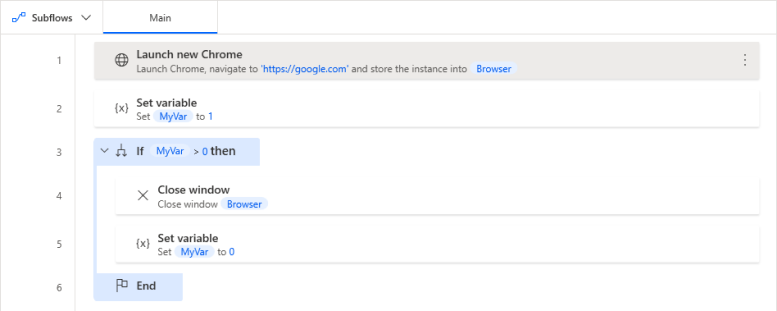 Subflows Main
1 Launch new Chrome
Launch Chrome, navigate to 'https://google.com' and store the instance into Browser
2 {x} Set variable
Set MyVar to 1
3 If MyVar > 0 then
4 Close window
Close window Browser
5 {x} Set variable
Set MyVar to 0
6 End